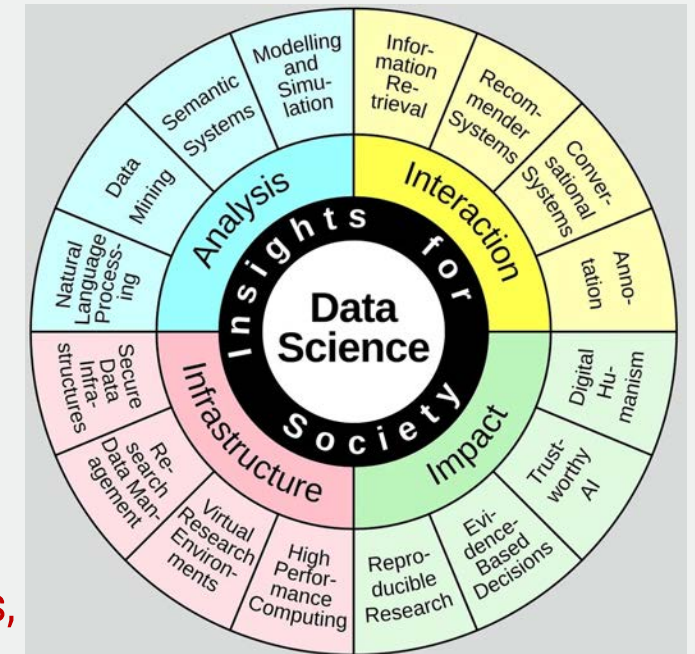 Data
Science
Insights for
Society
Analysis
Interaction
Impact
Infrastructure
Modelling
and
Simu-
lation
Semantic
Systems
Data
Mining
Natural
Language
Process-
ing
Infor-
mation
Re-
trieval
Recom-
mender
Systems
Conver-
sational
Systems
Anno-
tation
Digital
Hu-
manism
Trust-
worthy
AI
Evi-
dence-
Based
Decisions
Repro-
ducible
Research
High
Perfor-
mance
Computing
Virtual
Research
Environ-
ments
Re-
search
Data Man-
agement
Secure
Data
Infra-
structures